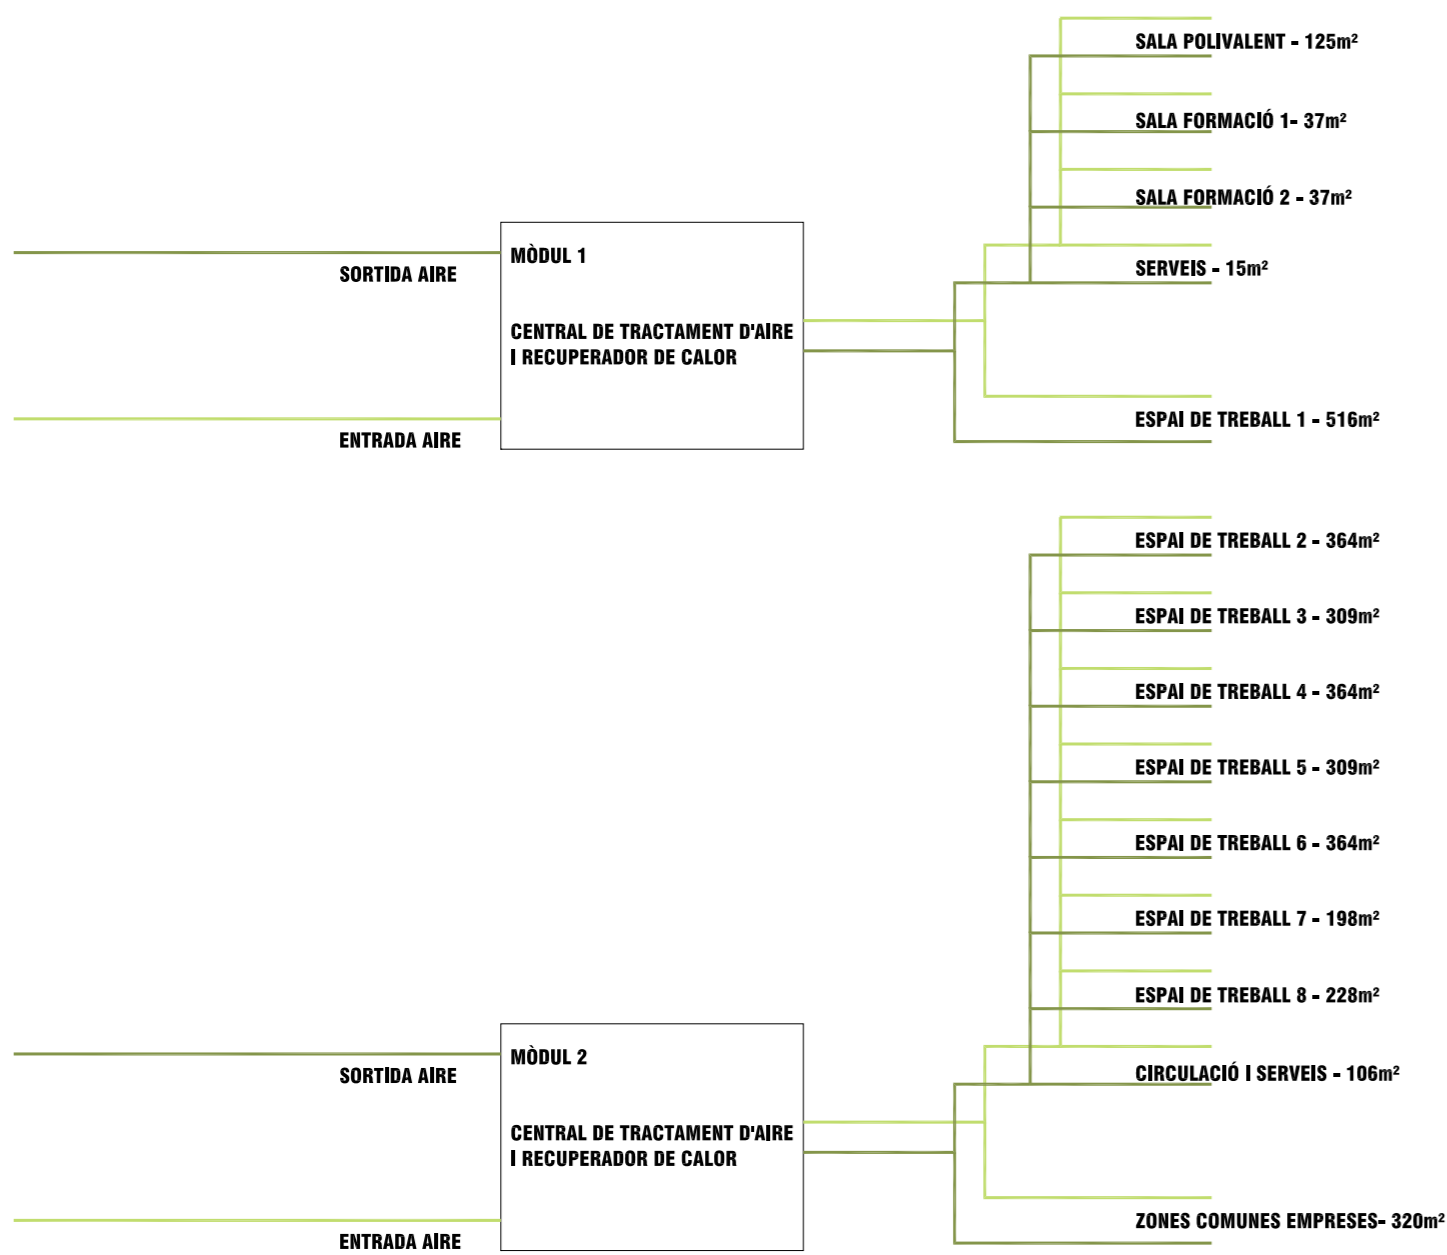 SALA POLIVALENT - 125m²
SALA FORMACIÓ 1- 37m²
SALA FORMACIÓ 2 - 37m²
SERVEIS - 15m²
ESPAI DE TREBALL 1 - 516m²
SORTIDA AIRE
ENTRADA AIRE
MÒDUL 1
CENTRAL DE TRACTAMENT D'AIRE
I RECUPERADOR DE CALOR
ESPAI DE TREBALL 2 - 364m²
ESPAI DE TREBALL 3 - 309m²
ESPAI DE TREBALL 4 - 364m²
ESPAI DE TREBALL 5 - 309m²
ESPAI DE TREBALL 6 - 364m²
ESPAI DE TREBALL 7 - 198m²
ESPAI DE TREBALL 8 - 228m²
CIRCULACIÓ I SERVEIS - 106m²
ZONES COMUNES EMPRESES- 320m²
SORTIDA AIRE
ENTRADA AIRE
MÒDUL 2
CENTRAL DE TRACTAMENT D'AIRE
I RECUPERADOR DE CALOR